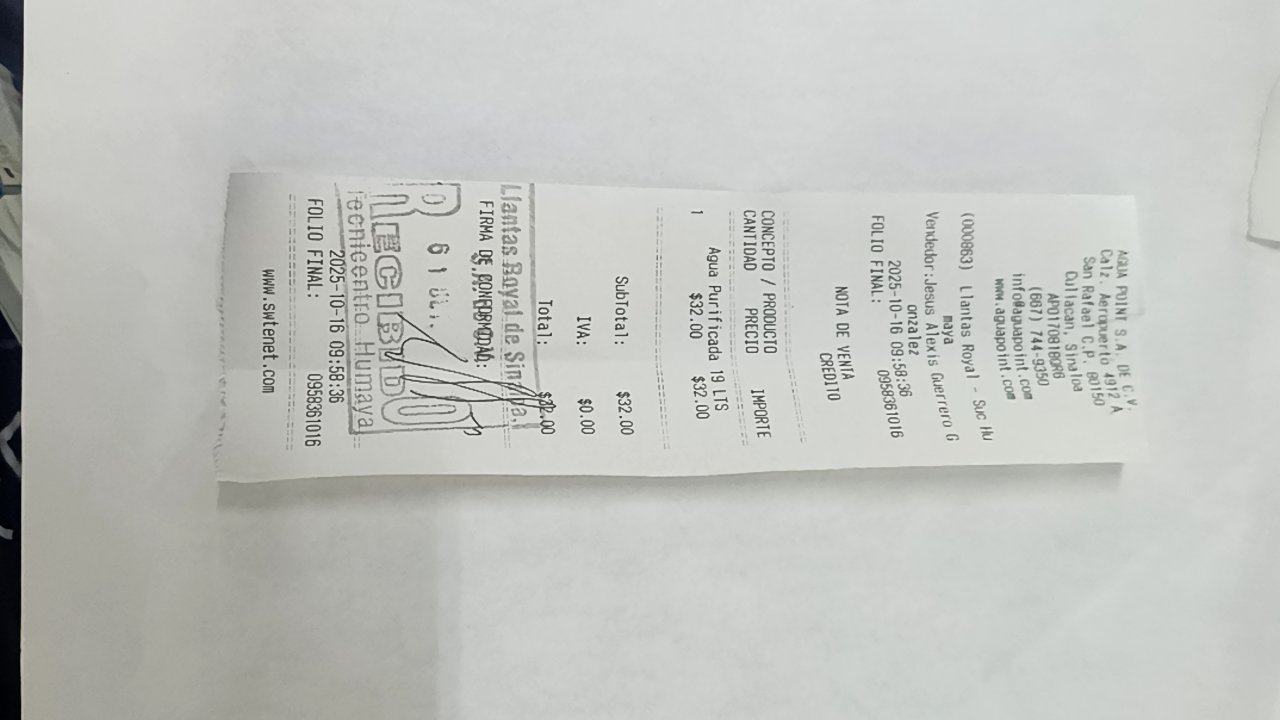 AGUA POINT S.A. DE C.V.
Calz. Aeropuerto 4912 A
San Rafael C.P. 80150
Culiacan, Sinaloa
APO170818QR6
(667) 744-9350
info@aguapoint.com
www.aguapoint.com
(000863) Llantas Royal - Suc Hu
maya
Vendedor:Jesus Alexis Guerrero G
onzalez
2025-10-16 09:58:36
FOLIO FINAL: 0958361016
NOTA DE VENTA
CREDITO
CONCEPTO / PRODUCTO
CANTIDAD PRECIO IMPORTE
Agua Purificada 19 LTS
1 $32.00 $32.00
SubTotal: $32.00
IVA: $0.00
Total: $32.00
Llantas Royal de Sinaloa,
FIRMA DE CONFORMIDAD:
RECIBIDO
Tecnicentro Humaya
2025-10-16 09:58:36
FOLIO FINAL: 0958361016
www.swtenet.com